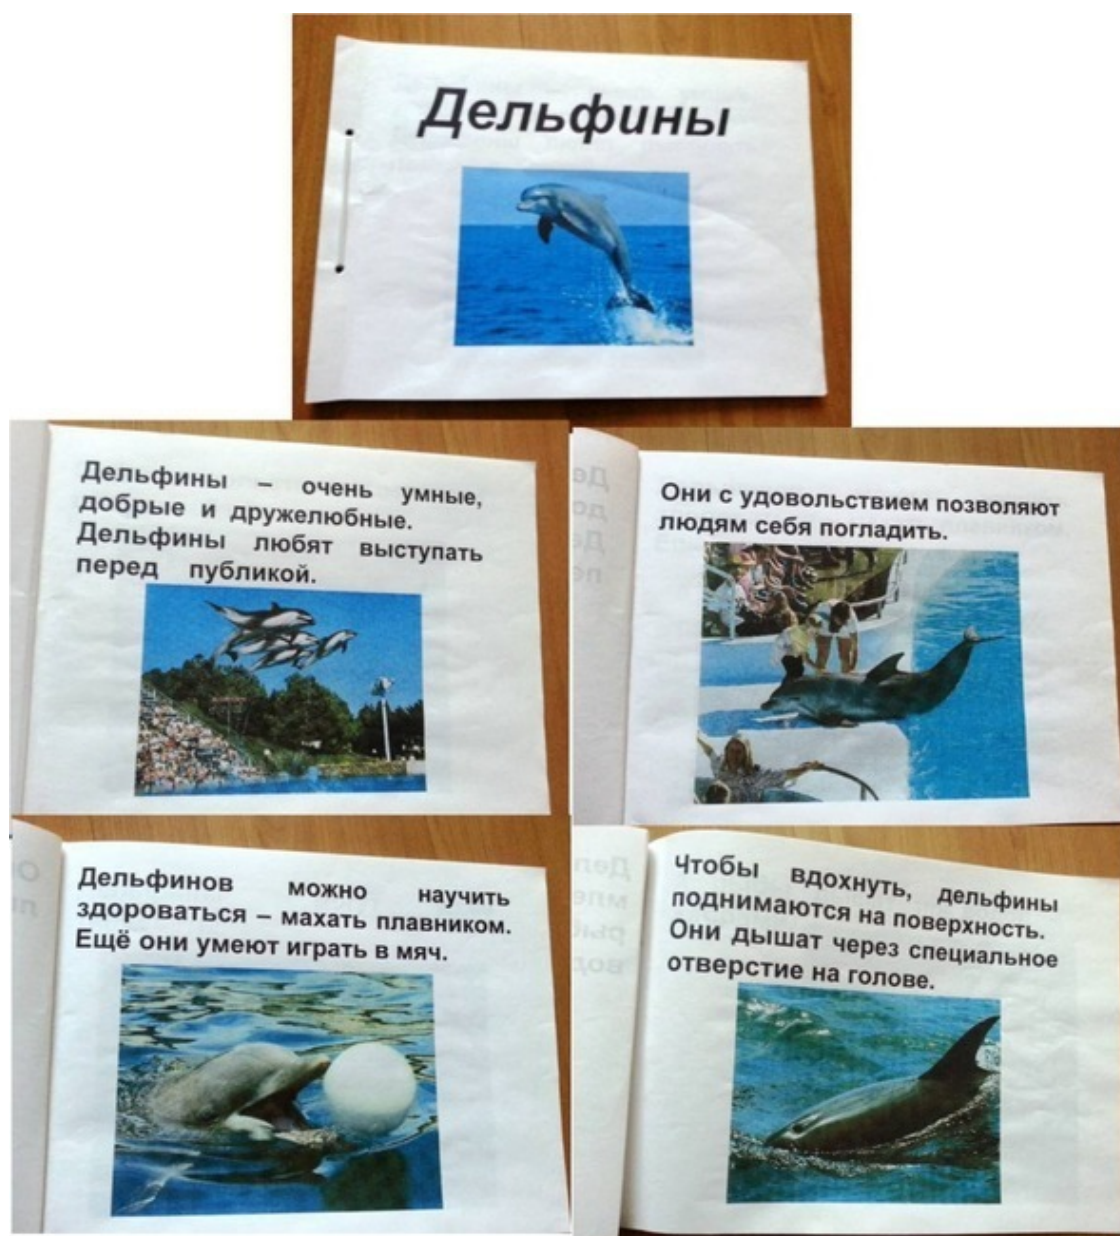 Дельфины
Дельфины – очень умные,
добрые и дружелюбные.
Дельфины любят выступать
перед публикой.
Они с удовольствием позволяют
людям себя погладить.
Дельфинов можно научить
здороваться – махать плавником.
Ещё они умеют играть в мяч.
Чтобы вдохнуть, дельфины
поднимаются на поверхность.
Они дышат через специальное
отверстие на голове.